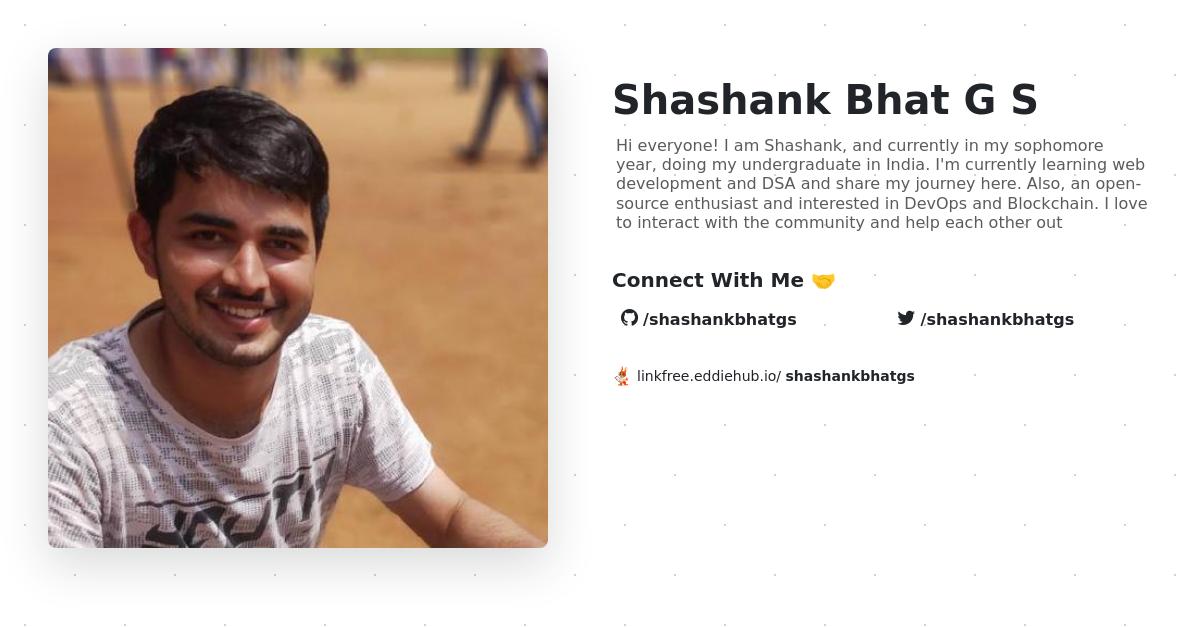 Shashank Bhat G S
Hi everyone! I am Shashank, and currently in my sophomore
year, doing my undergraduate in India. I'm currently learning web
development and DSA and share my journey here. Also, an open-
source enthusiast and interested in DevOps and Blockchain. I love
to interact with the community and help each other out
Connect With Me 🤝
/shashankbhatgs
/shashankbhatgs
linkfree.eddiehub.io/ shashankbhatgs